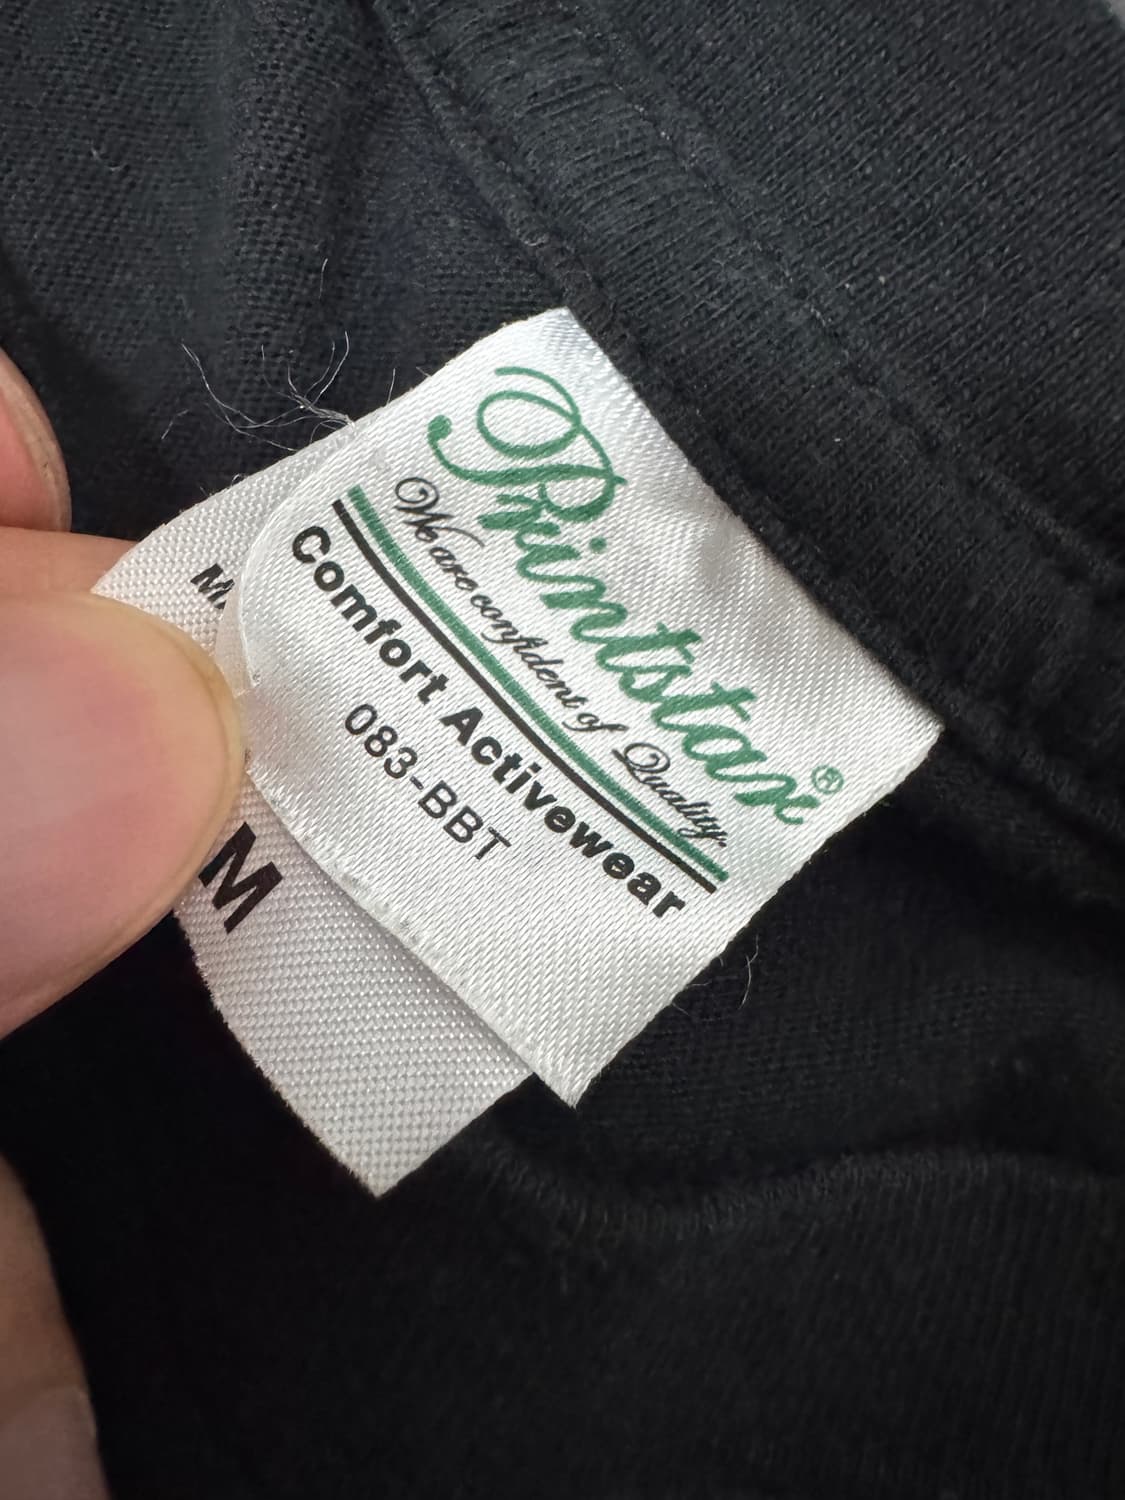 Printstar®
We are confident of Quality.
Comfort Activewear
083-BBT
M